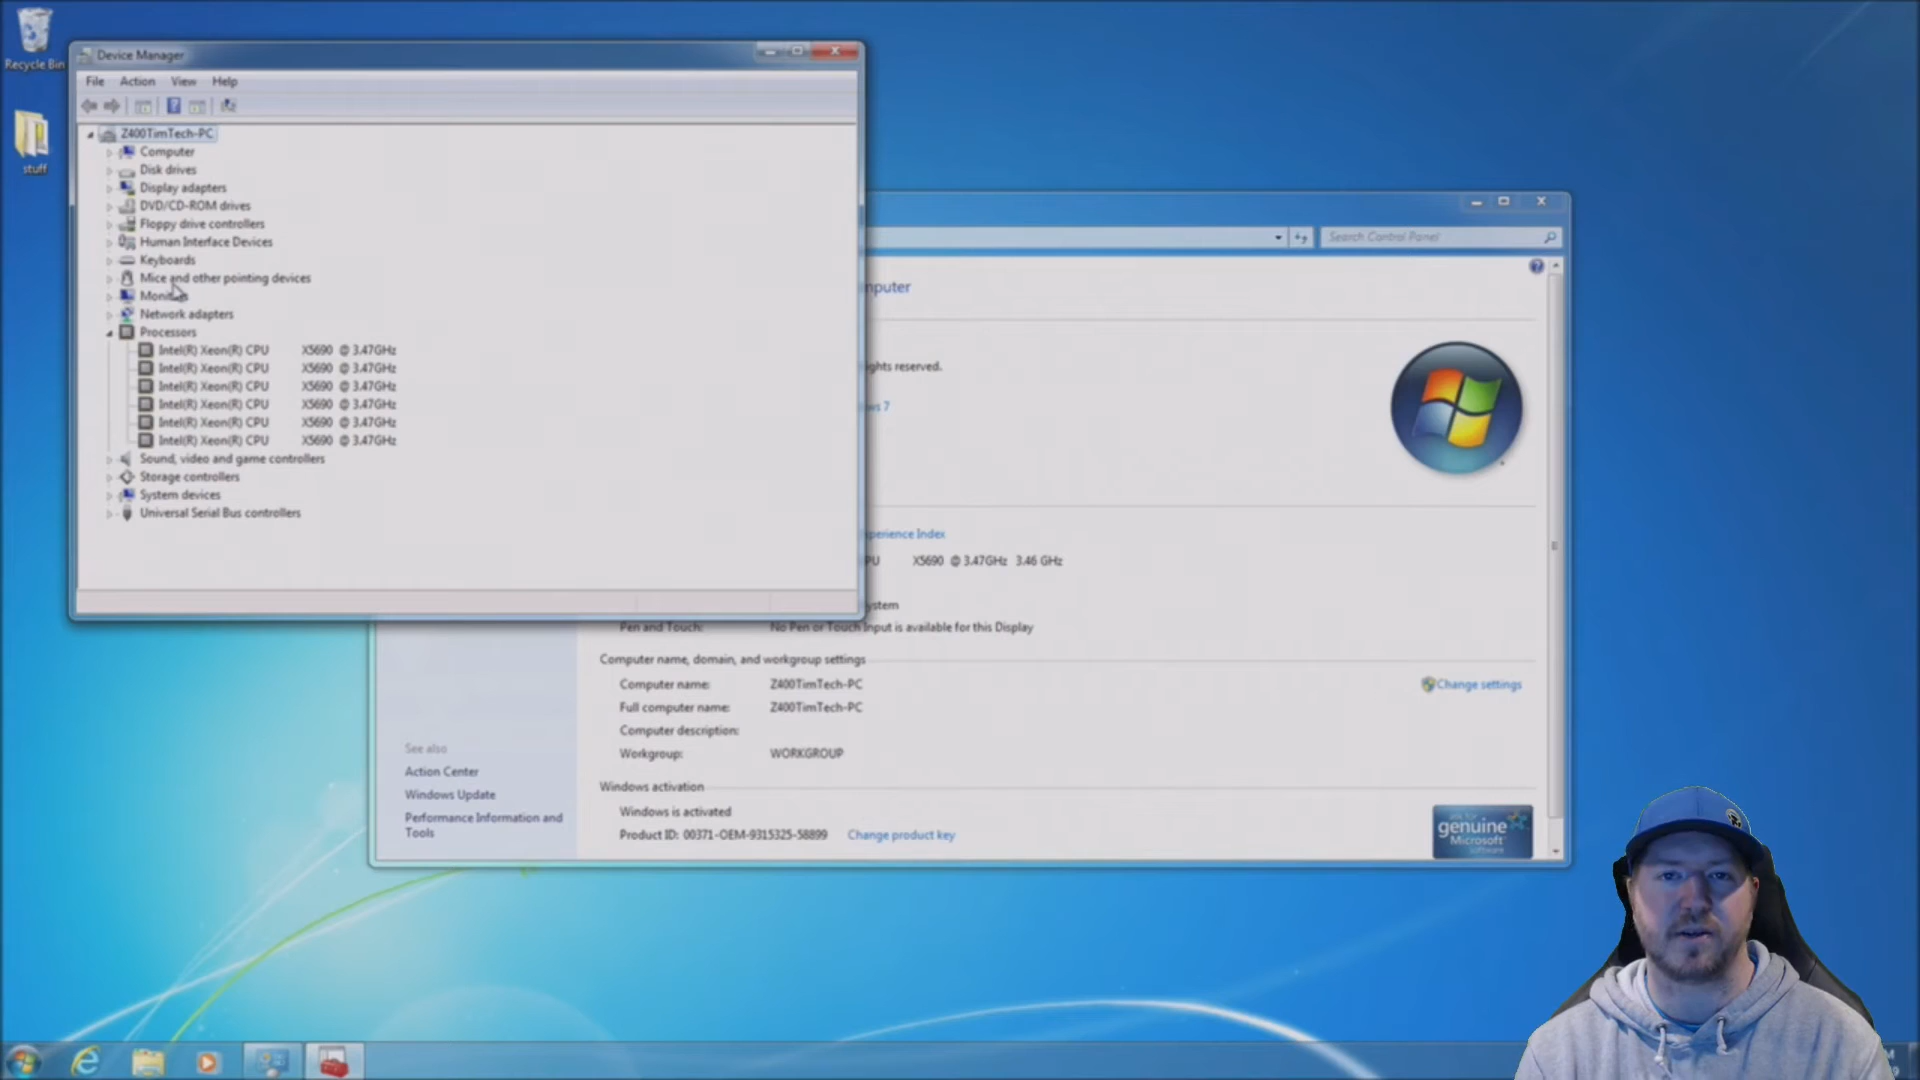 Recycle Bin
stuff
Device Manager
File Action View Help
Z400TimTech-PC
Computer
Disk drives
Display adapters
DVD/CD-ROM drives
Floppy drive controllers
Human Interface Devices
Keyboards
Mice and other pointing devices
Network adapters
Processors
Intel(R) Xeon(R) CPU X5690 @ 3.47GHz
Intel(R) Xeon(R) CPU X5690 @ 3.47GHz
Intel(R) Xeon(R) CPU X5690 @ 3.47GHz
Intel(R) Xeon(R) CPU X5690 @ 3.47GHz
Intel(R) Xeon(R) CPU X5690 @ 3.47GHz
Intel(R) Xeon(R) CPU X5690 @ 3.47GHz
Sound, video and game controllers
Storage controllers
System devices
Universal Serial Bus controllers
Search Control Panel
mputer
ghts reserved.
ws 7
perience Index
PU X5690 @ 3.47GHz 3.46 GHz
ystem
Pen and Touch: No Pen or Touch Input is available for this Display
Computer name, domain, and workgroup settings
Computer name: Z400TimTech-PC
Change settings
Full computer name: Z400TimTech-PC
Computer description:
Workgroup: WORKGROUP
Windows activation
Windows is activated
Product ID: 00371-OEM-9315325-58899 Change product key
See also
Action Center
Windows Update
Performance Information and
Tools
ask for
genuine
Microsoft
software